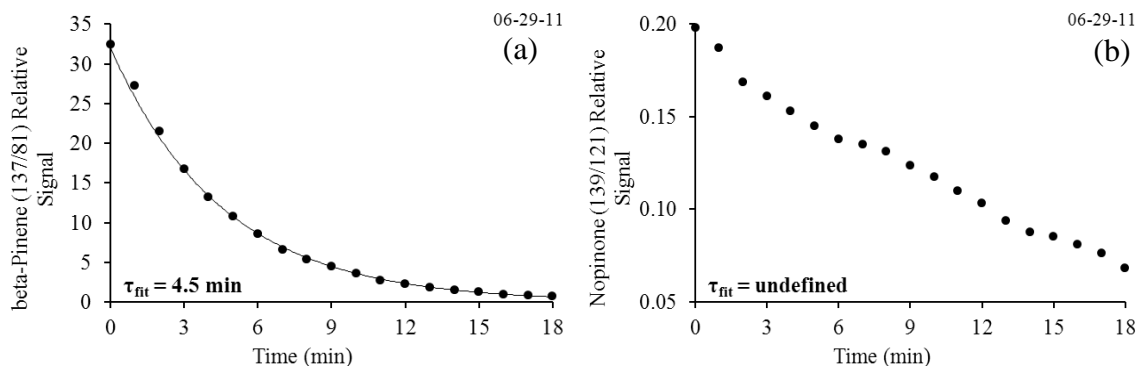 06-29-11
(a)
beta-Pinene (137/81) Relative
Signal
35
30
25
20
15
10
5
0
τfit = 4.5 min
0 3 6 9 12 15 18
Time (min)
06-29-11
(b)
Nopinone (139/121) Relative
Signal
0.20
0.15
0.10
0.05
τfit = undefined
0 3 6 9 12 15 18
Time (min)